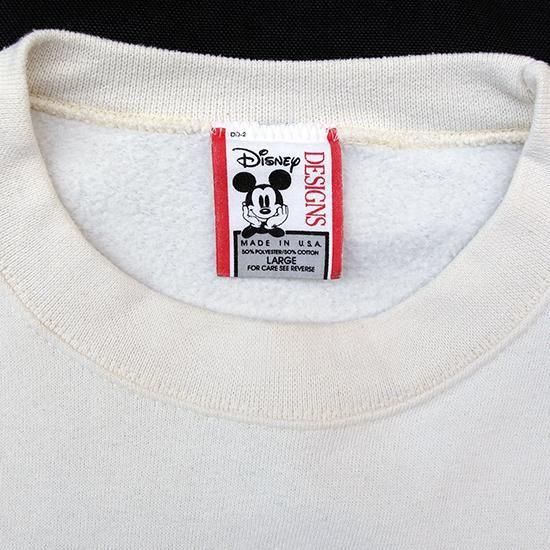 DD-2
Disney
DESIGNS
MADE IN U.S.A.
50% POLYESTER/50% COTTON
LARGE
FOR CARE SEE REVERSE